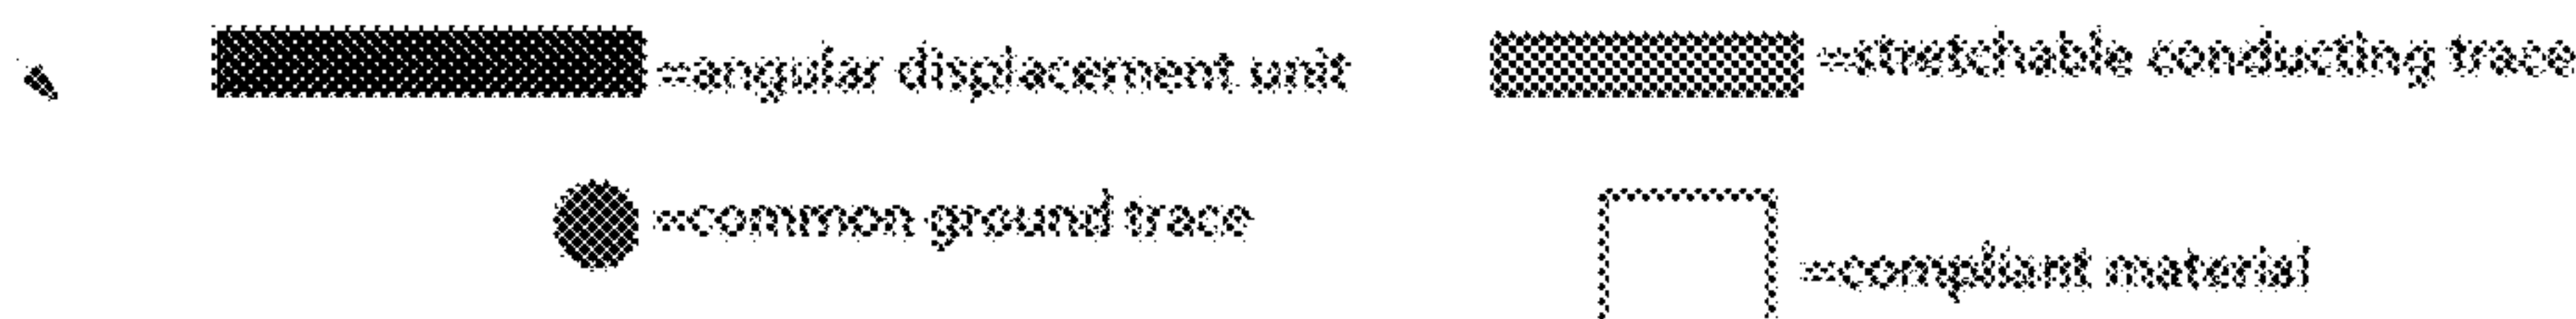 =angular displacement unit
=stretchable conducting trace
=common ground trace
=compliant material